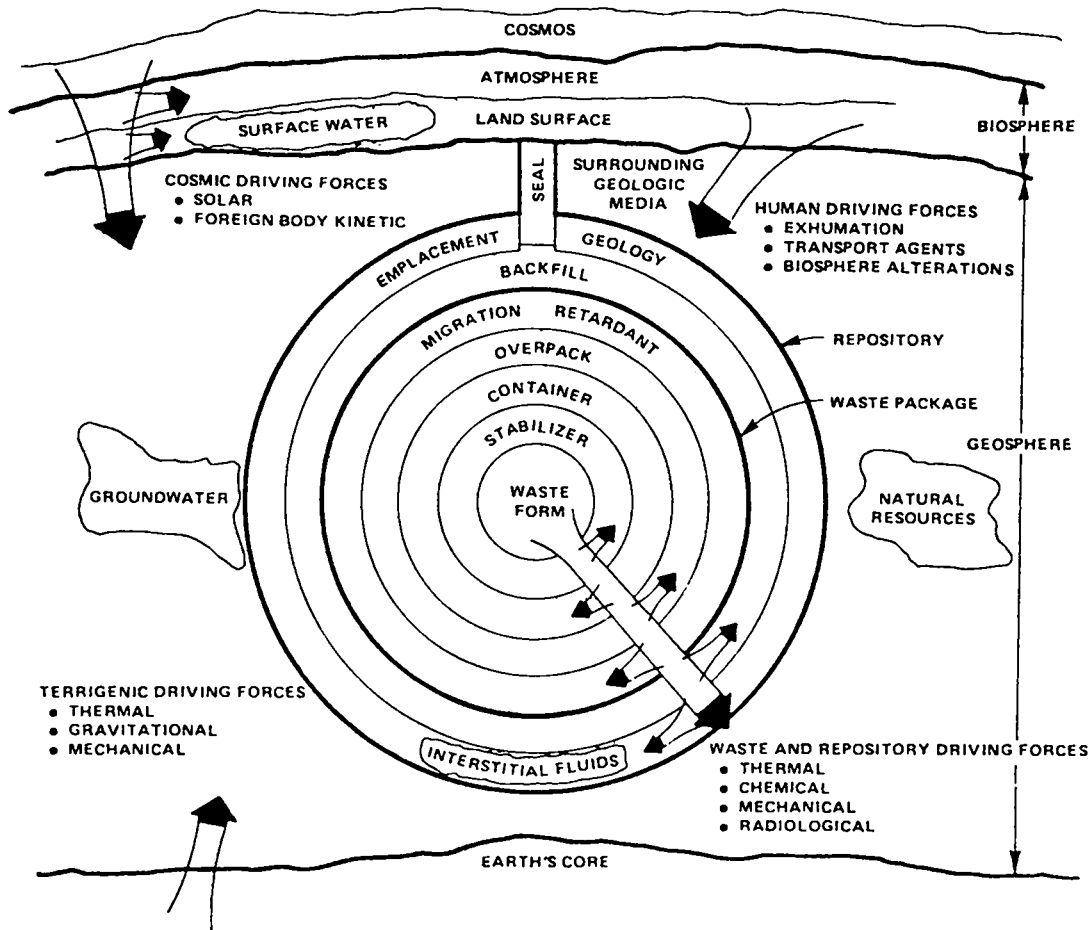 COSMOS
ATMOSPHERE
SURFACE WATER
LAND SURFACE
BIOSPHERE
COSMIC DRIVING FORCES
• SOLAR
• FOREIGN BODY KINETIC
SEAL
SURROUNDING
GEOLOGIC
MEDIA
HUMAN DRIVING FORCES
• EXHUMATION
• TRANSPORT AGENTS
• BIOSPHERE ALTERATIONS
EMPLACEMENT GEOLOGY
BACKFILL
MIGRATION RETARDANT
OVERPACK
CONTAINER
STABILIZER
WASTE
FORM
REPOSITORY
WASTE PACKAGE
GEOSPHERE
GROUNDWATER
NATURAL
RESOURCES
TERRIGENIC DRIVING FORCES
• THERMAL
• GRAVITATIONAL
• MECHANICAL
INTERSTITIAL FLUIDS
WASTE AND REPOSITORY DRIVING FORCES
• THERMAL
• CHEMICAL
• MECHANICAL
• RADIOLOGICAL
EARTH'S CORE